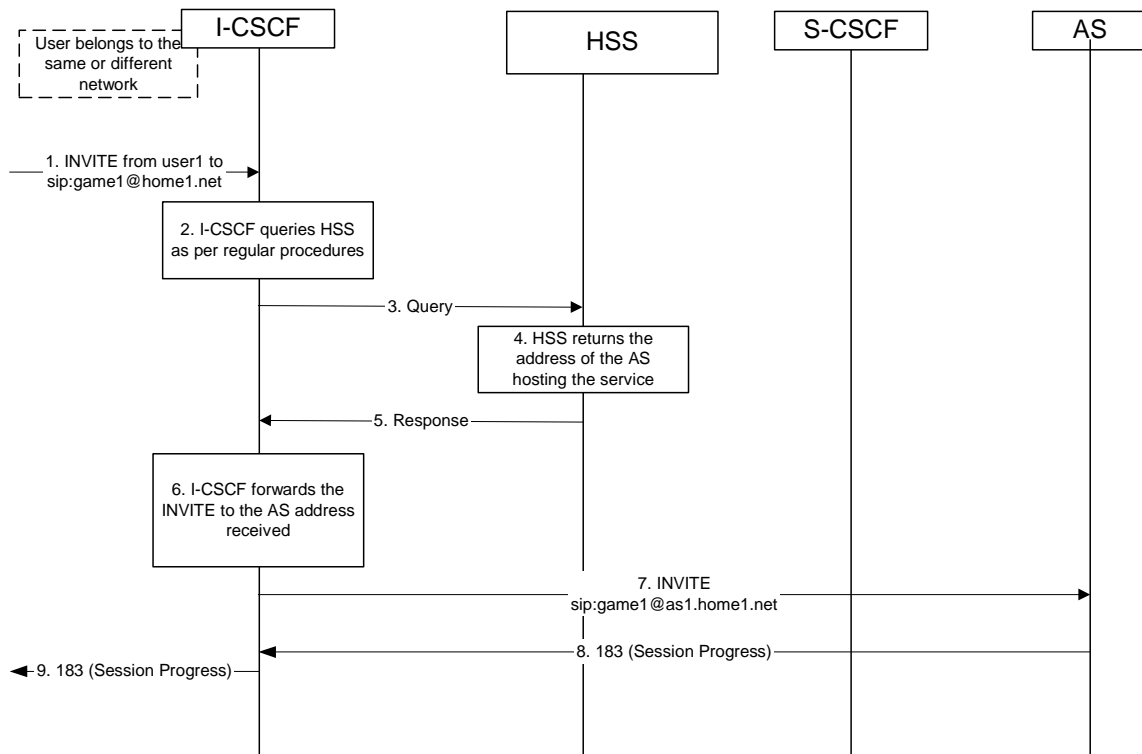 I-CSCF
HSS
S-CSCF
AS
User belongs to the
same or different
network
1. INVITE from user1 to
sip:game1@home1.net
2. I-CSCF queries HSS
as per regular procedures
3. Query
4. HSS returns the
address of the AS
hosting the service
5. Response
6. I-CSCF forwards the
INVITE to the AS address
received
7. INVITE
sip:game1@as1.home1.net
8. 183 (Session Progress)
9. 183 (Session Progress)